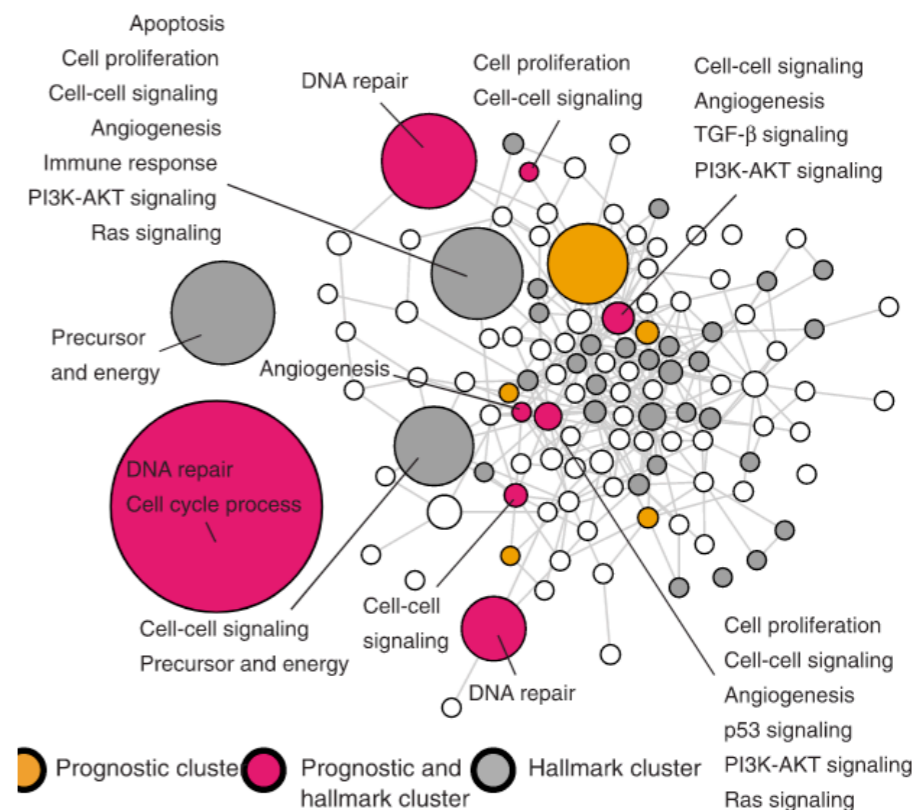 Apoptosis
Cell proliferation
Cell-cell signaling
Angiogenesis
Immune response
PI3K-AKT signaling
Ras signaling
DNA repair
Cell proliferation
Cell-cell signaling
Cell-cell signaling
Angiogenesis
TGF-β signaling
PI3K-AKT signaling
Precursor
and energy
Angiogenesis
DNA repair
Cell cycle process
Cell-cell signaling
Precursor and energy
Cell-cell
signaling
DNA repair
Cell proliferation
Cell-cell signaling
Angiogenesis
p53 signaling
PI3K-AKT signaling
Ras signaling
Prognostic cluster
Prognostic and
hallmark cluster
Hallmark cluster